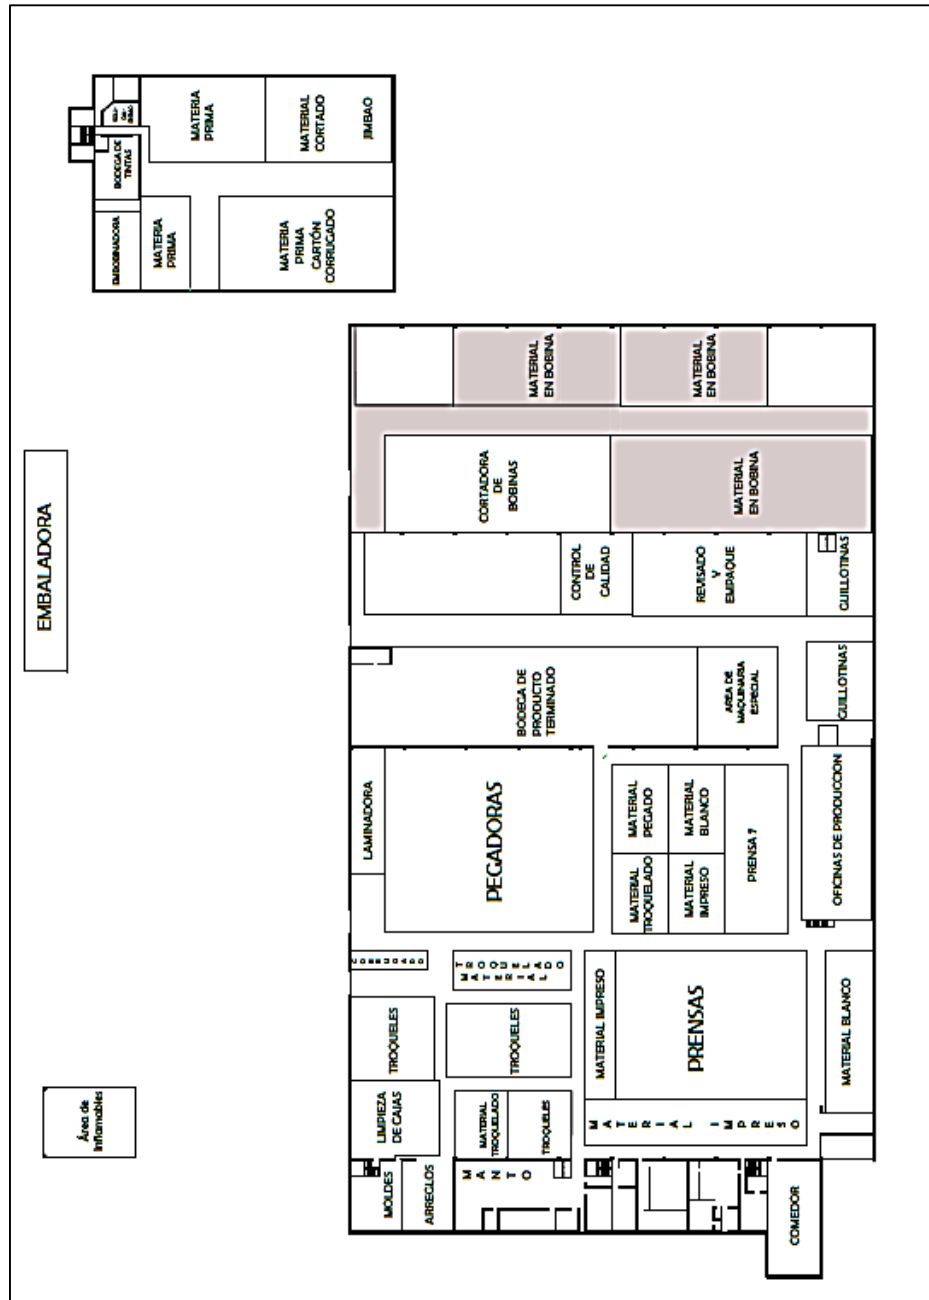 MATERIA
PRIMA
MATERIAL
CORTADO
JIMBAO
BODEGA DE
TINTAS
EMBOBINADORA
MATERIA
PRIMA
MATERIA
PRIMA
CARTÓN
CORRUGADO
EMBALADORA
MATERIAL
EN BOBINA
MATERIAL
EN BOBINA
CORTADORA
DE
BOBINAS
MATERIAL
EN BOBINA
CONTROL
DE
CALIDAD
REVISADO
Y
EMPAQUE
GUILLOTINAS
BODEGA DE
PRODUCTO
TERMINADO
AREA DE
MAQUINARIA
ESPECIAL
GUILLOTINAS
LAMINADORA
PEGADORAS
MATERIAL
PEGADO
MATERIAL
BLANCO
MATERIAL
TROQUELADO
MATERIAL
IMPRESO
PRENSA 7
OFICINAS DE PRODUCCION
MATERIAL
TROQUELADO
TROQUELES
TROQUELES
MATERIAL IMPRESO
PRENSAS
MATERIAL BLANCO
Área de
Inflamables
LIMPIEZA
DE CAJAS
MATERIAL
TROQUELADO
TROQUELES
MATERIAL IMPRESO
MOLDES
ARREGLOS
MANTO
COMEDOR